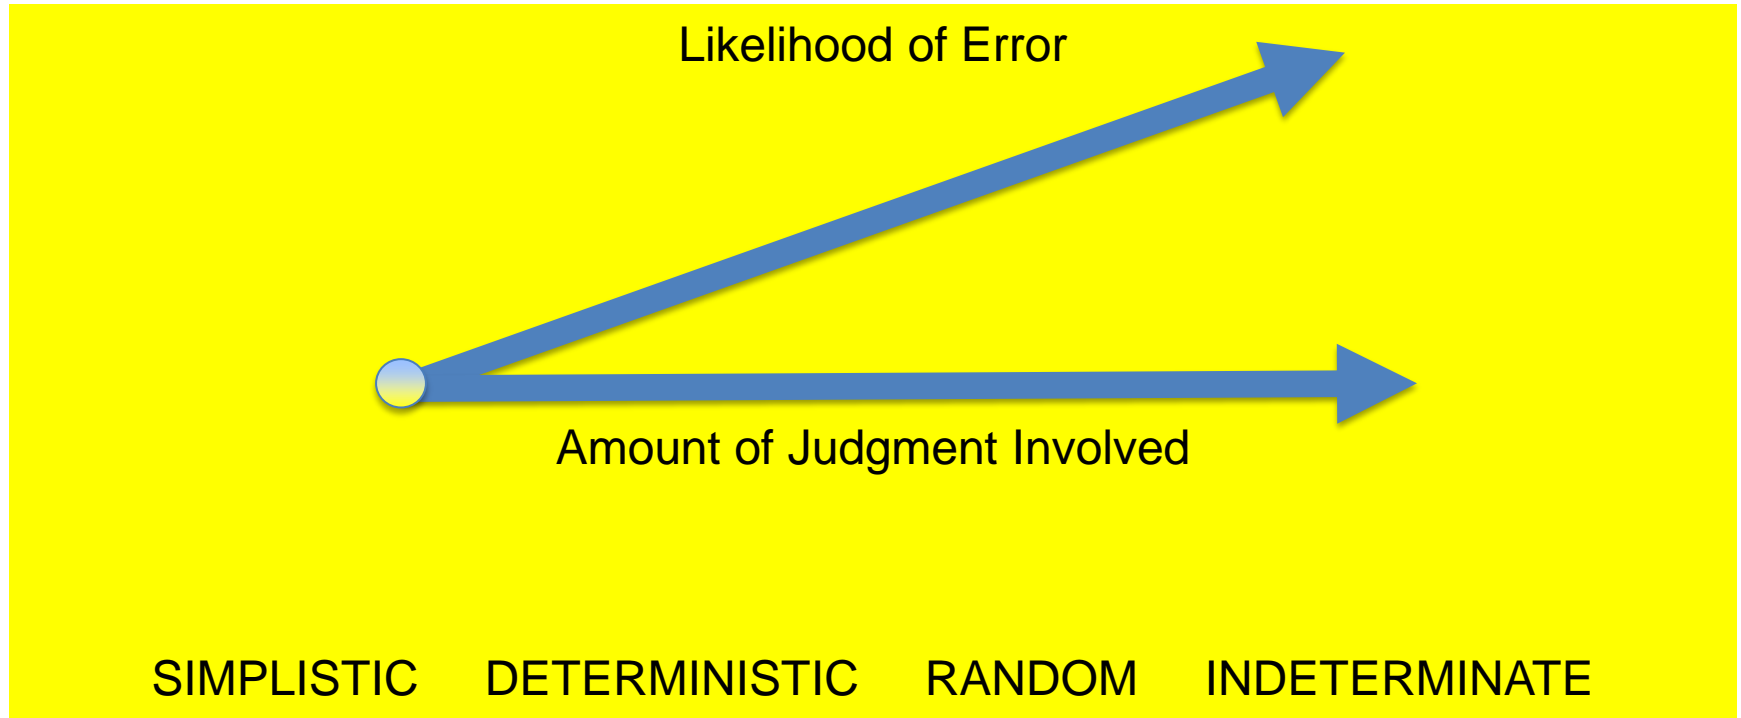 Likelihood of Error
Amount of Judgment Involved
SIMPLISTIC DETERMINISTIC RANDOM INDETERMINATE